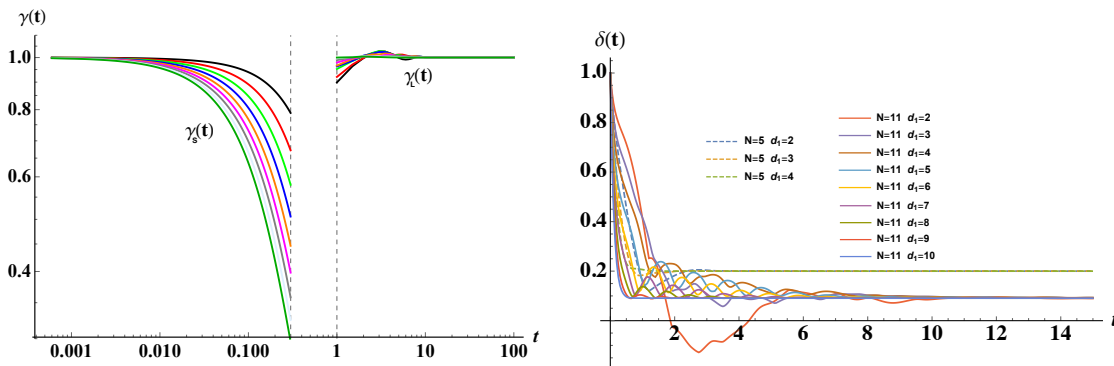 γ(t)
1.0
0.8
0.6
0.4
γs(t)
γL(t)
0.001
0.010
0.100
1
10
100
t
δ(t)
1.0
0.8
0.6
0.4
0.2
N=5 d₁=2
N=5 d₁=3
N=5 d₁=4
N=11 d₁=2
N=11 d₁=3
N=11 d₁=4
N=11 d₁=5
N=11 d₁=6
N=11 d₁=7
N=11 d₁=8
N=11 d₁=9
N=11 d₁=10
2
4
6
8
10
12
14
t